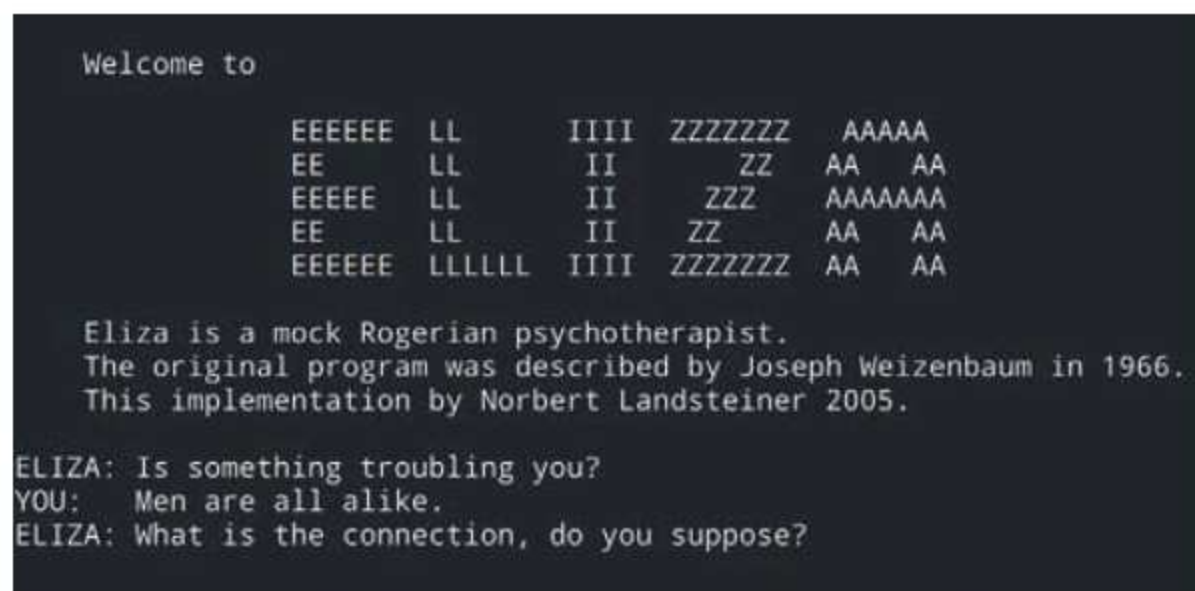 Welcome to
EEEEEE  LL      IIII  ZZZZZZZ   AAAAA
EE      LL       II       ZZ   AA   AA
EEEEE   LL       II     ZZZ    AAAAAAA
EE      LL       II    ZZ      AA   AA
EEEEEE  LLLLLL  IIII  ZZZZZZZ  AA   AA
Eliza is a mock Rogerian psychotherapist.
The original program was described by Joseph Weizenbaum in 1966.
This implementation by Norbert Landsteiner 2005.
ELIZA: Is something troubling you?
YOU:   Men are all alike.
ELIZA: What is the connection, do you suppose?